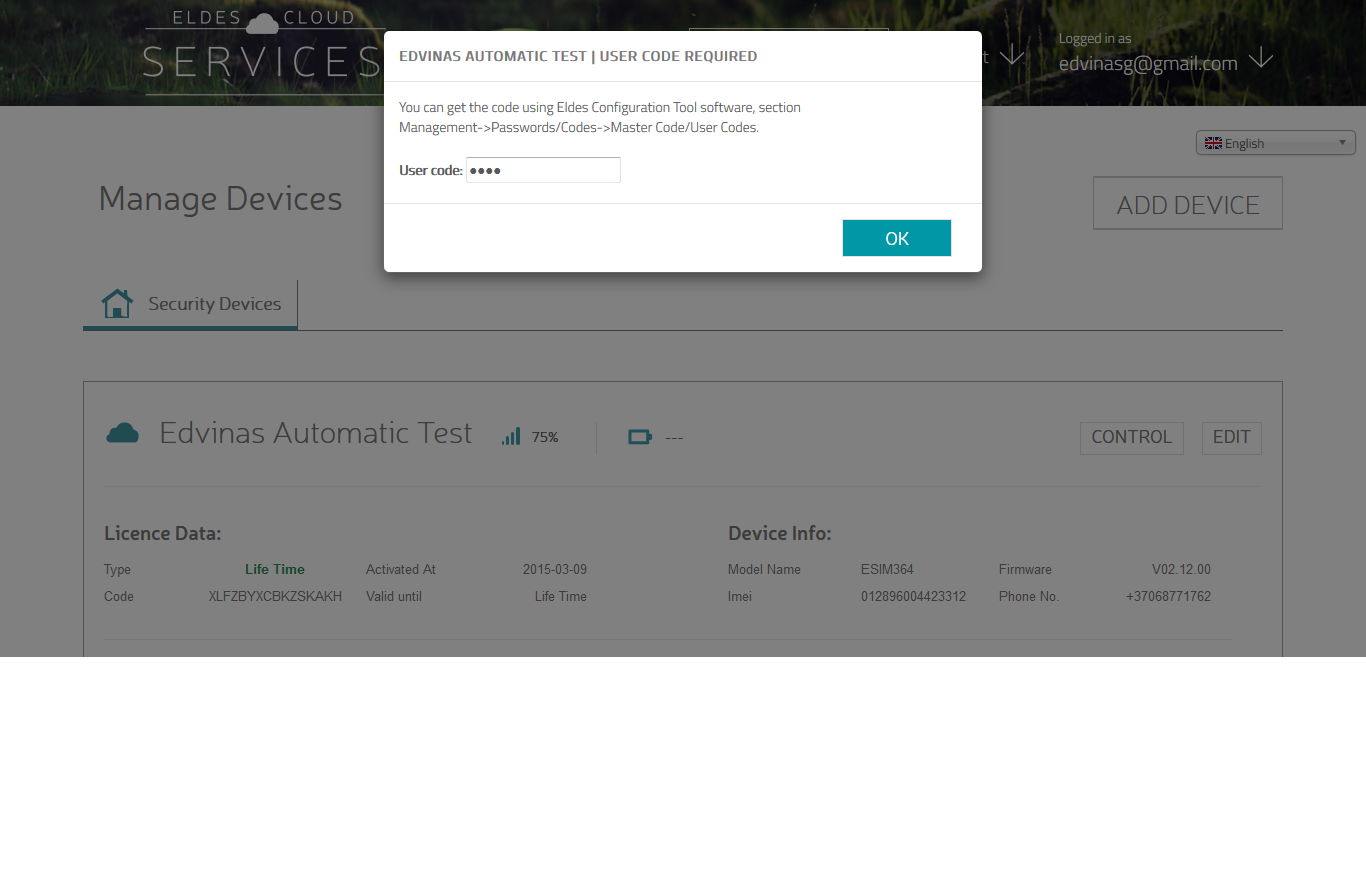 ELDES CLOUD
SERVICES
EDVINAS AUTOMATIC TEST | USER CODE REQUIRED
You can get the code using Eldes Configuration Tool software, section
Management->Passwords/Codes->Master Code/User Codes.
User code: ●●●●
OK
t
Logged in as
edvinasg@gmail.com
English
Manage Devices
ADD DEVICE
Security Devices
Edvinas Automatic Test 75% --- CONTROL EDIT
Licence Data: Device Info:
Type Life Time Activated At 2015-03-09 Model Name ESIM364 Firmware V02.12.00
Code XLFZBYXCBKZSKAKH Valid until Life Time Imei 012896004423312 Phone No. +37068771762